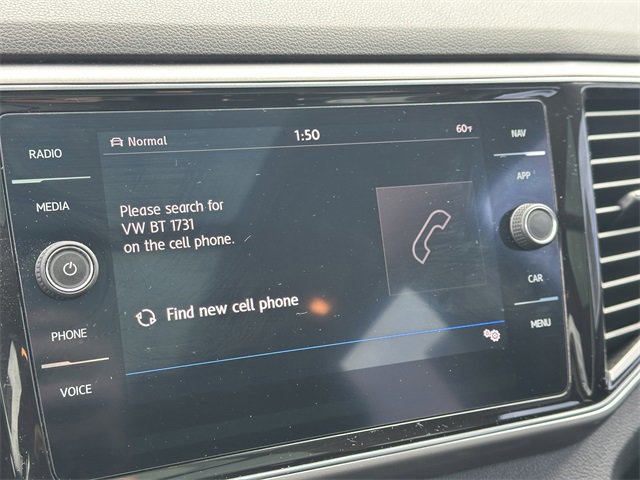 RADIO
MEDIA
PHONE
VOICE
Normal 1:50 60°F
Please search for
VW BT 1731
on the cell phone.
Find new cell phone
NAV
APP
CAR
MENU